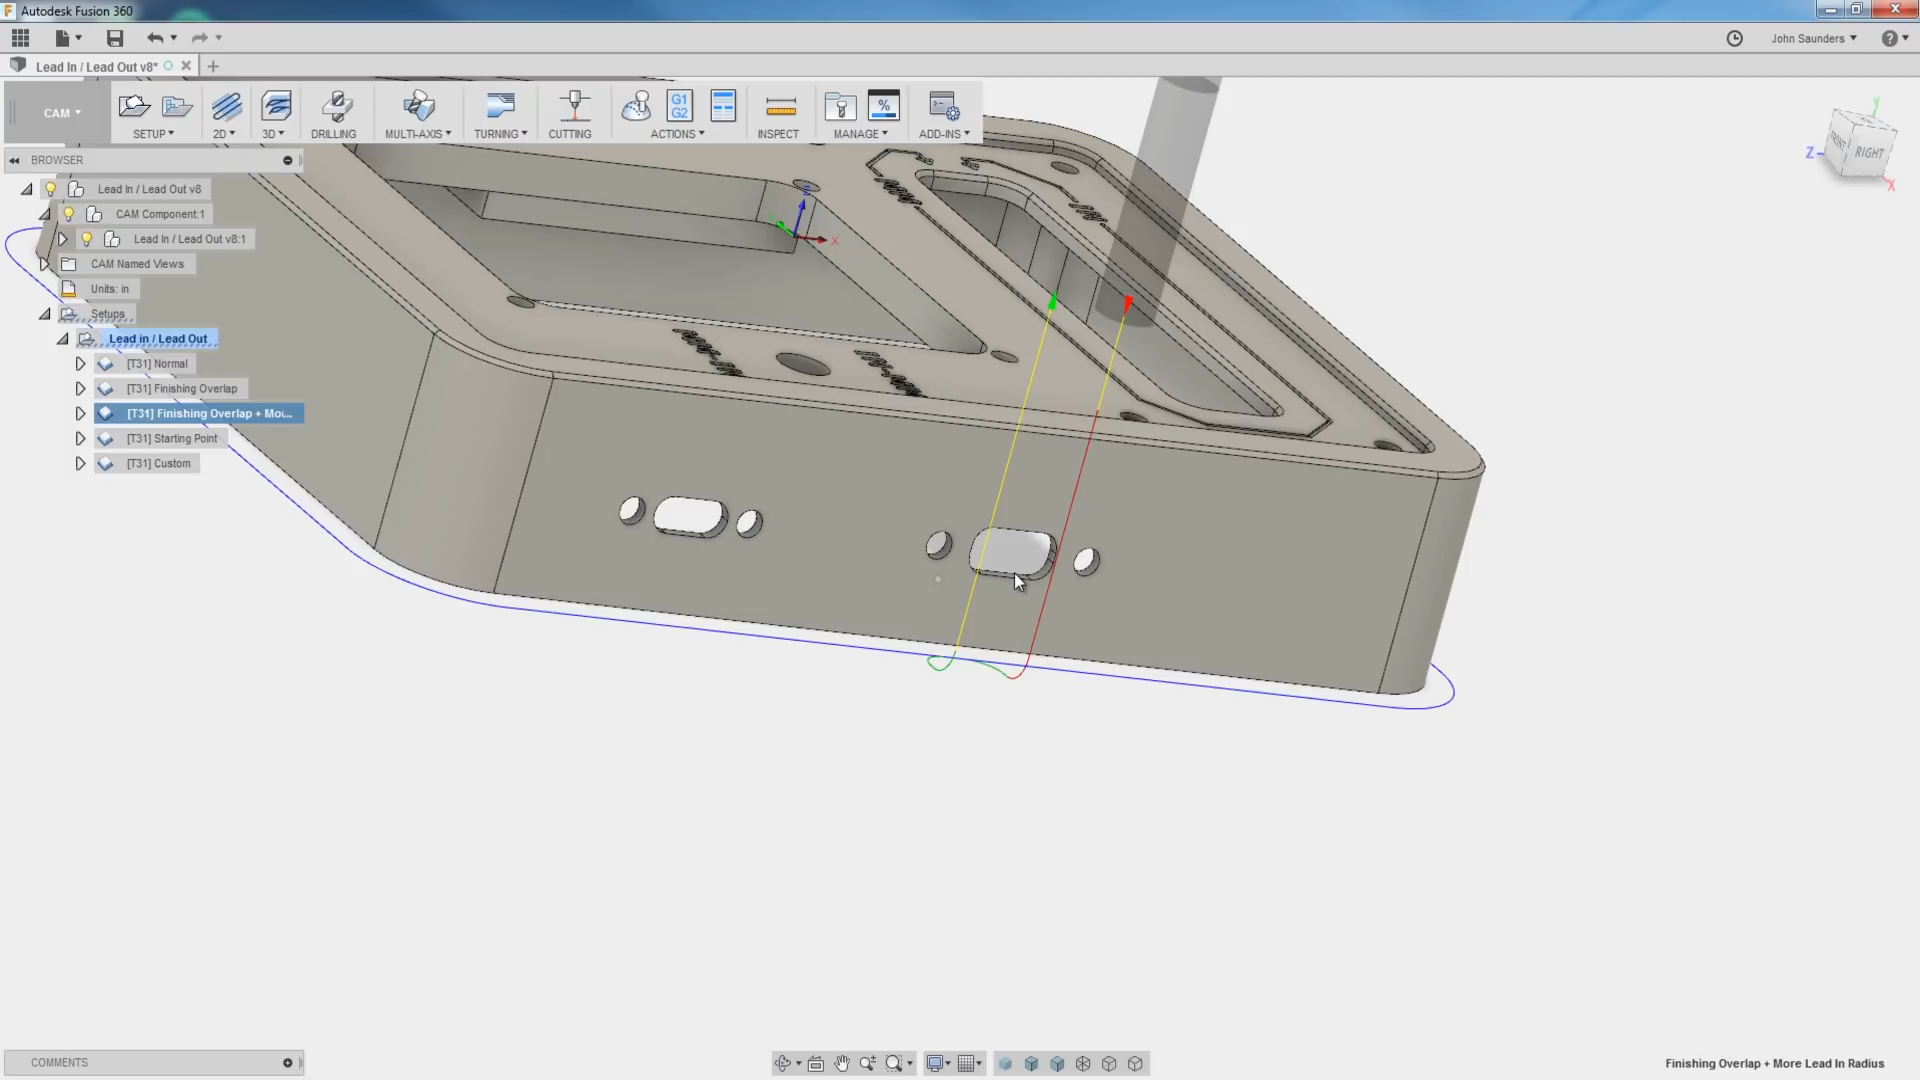 Autodesk Fusion 360
John Saunders
Lead In / Lead Out v8*
CAM
SETUP
2D
3D
DRILLING
MULTI-AXIS
TURNING
CUTTING
G1
G2
ACTIONS
INSPECT
%
MANAGE
ADD-INS
BROWSER
Lead In / Lead Out v8
CAM Component:1
Lead In / Lead Out v8:1
CAM Named Views
Units: in
Setups
Lead in / Lead Out
[T31] Normal
[T31] Finishing Overlap
[T31] Finishing Overlap + Mo...
[T31] Starting Point
[T31] Custom
X
Y
Z
X
FRONT
RIGHT
COMMENTS
Finishing Overlap + More Lead In Radius